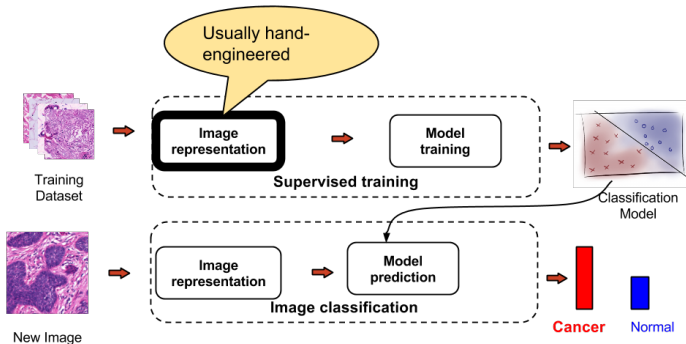 Usually hand-
engineered
Image
representation
Model
training
Supervised training
Training
Dataset
Classification
Model
Image
representation
Model
prediction
Image classification
New Image
Cancer
Normal